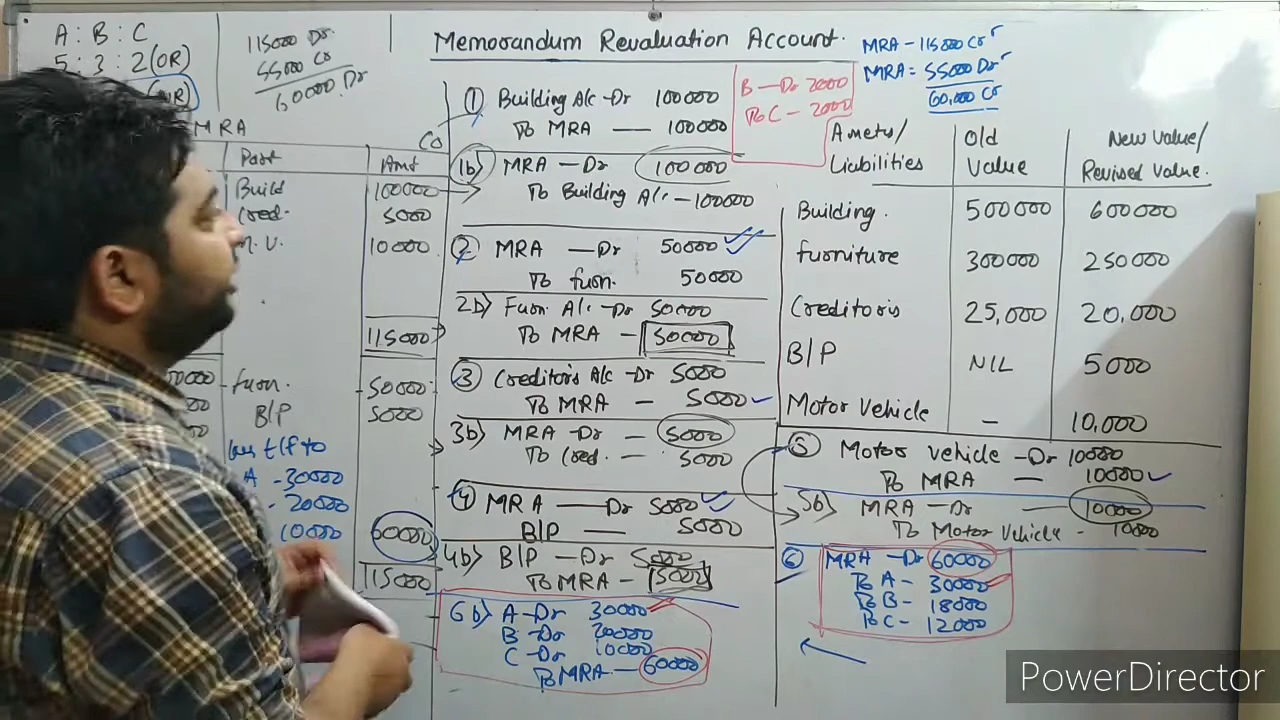 A : B : C
5 : 3 : 2 (OR)
NR)
115000 Dr.
55000 Cr
60000 Dr
Memorandum Revaluation Account.
MRA - 115000 Cr
MRA = 55000 Dr
60,000 Cr
MRA
Part Amt
Build 100000
Cred. 5000
M. V. 10000
115000
Furn. 50000
B/P 5000
A - 30000
- 20000
10000 60000
115000
① Building A/c - Dr 100000
To MRA — 100000
1b) MRA - Dr 100000
To Building A/c - 100000
B - Dr 2000
To C - 2000
② MRA — Dr 50000
To furn. 50000
2b) Furn. A/c - Dr 50000
To MRA - 50000
③ Creditors A/c - Dr 5000
To MRA - 5000
3b) MRA - Dr - 5000
To Cred. - 5000
④ MRA — Dr 5000
B/P — 5000
4b) B/P - Dr 5000
To MRA - 5000
6b) A - Dr 30000
B - Dr 20000
C - Dr 10000
To MRA - 60000
Assets/ Liabilities Old Value New Value/ Revised Value.
Building. 500000 600000
furniture 300000 250000
Creditors 25,000 20,000
B/P NIL 5000
Motor Vehicle - 10,000
⑤ Motor Vehicle - Dr 10000
To MRA — 10000
5b) MRA - Dr — 10000
To Motor Vehicle - 10000
⑥ MRA - Dr 60000
To A - 30000
To B - 18000
To C - 12000
PowerDirector